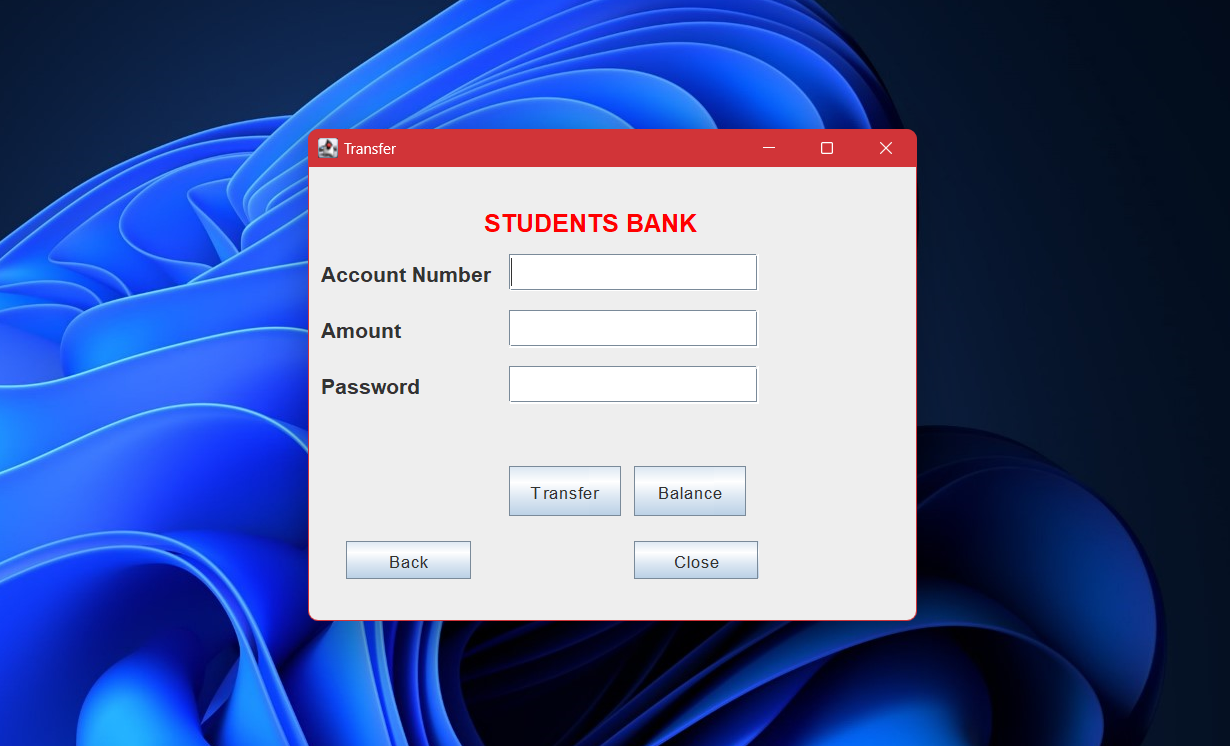 Transfer
STUDENTS BANK
Account Number
Amount
Password
Transfer Balance
Back Close